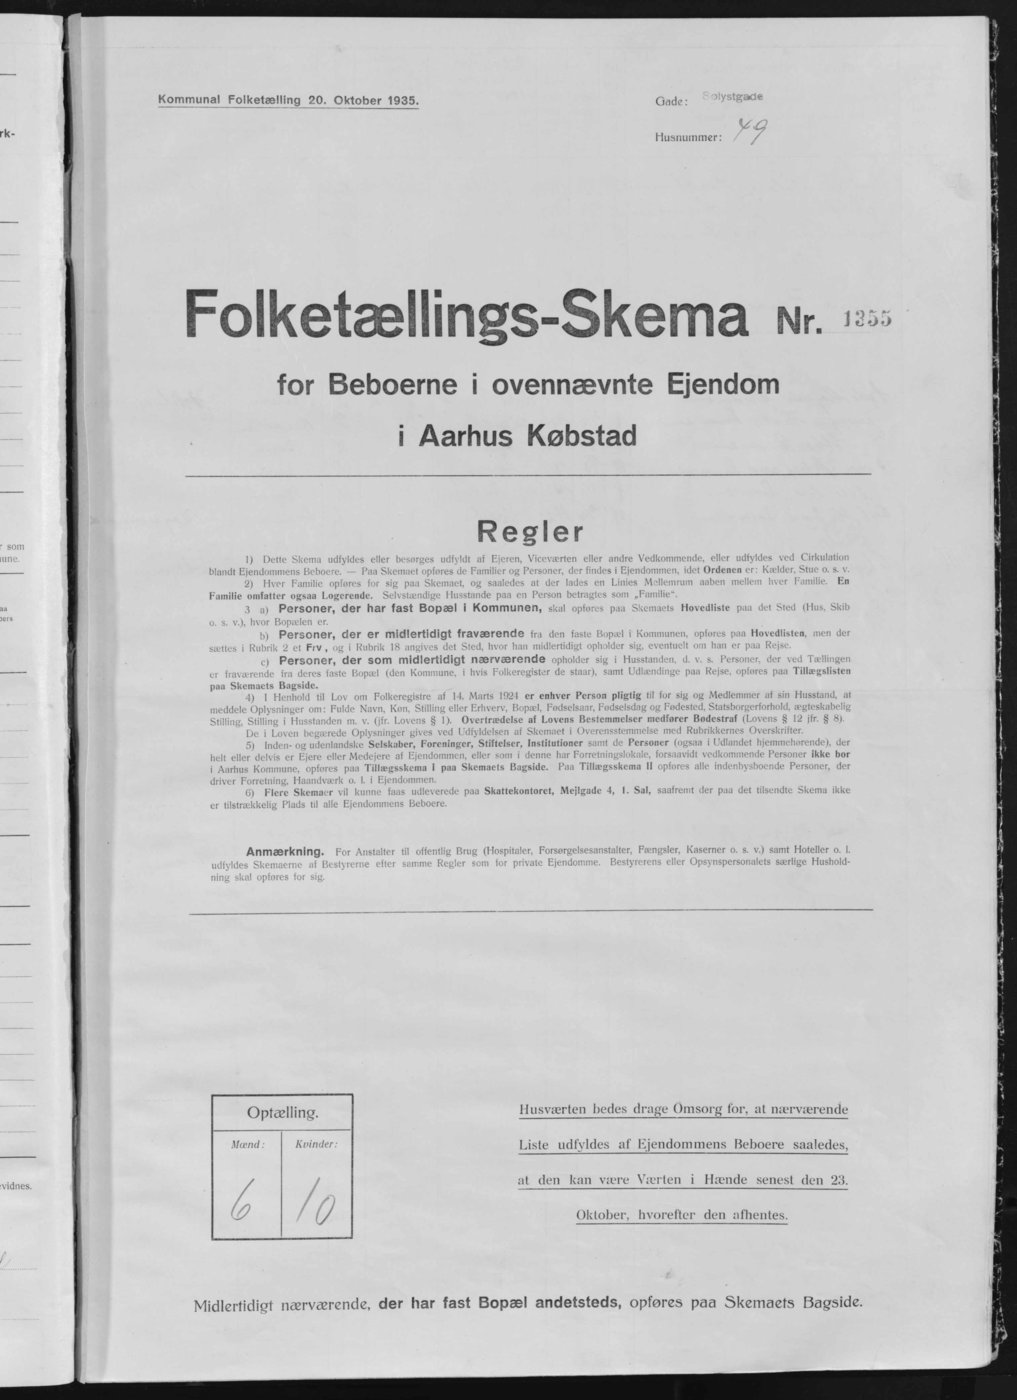 Kommunal Folketælling 20. Oktober 1935.
Gade: Solystgade
Husnummer: 49
Folketællings-Skema Nr. 1355
for Beboerne i ovennævnte Ejendom
i Aarhus Købstad
Regler
1) Dette Skema udfyldes eller besørges udfyldt af Ejeren, Viceværten eller andre Vedkommende, eller udfyldes ved Cirkulation
blandt Ejendommens Beboere. — Paa Skemaet opføres de Familier og Personer, der findes i Ejendommen, idet Ordenen er: Kælder, Stue o. s. v.
2) Hver Familie opføres for sig paa Skemaet, og saaledes at der lades en Linies Mellemrum aaben mellem hver Familie. En
Familie omfatter ogsaa Logerende. Selvstændige Husstande paa en Person betragtes som „Familie“.
3 a) Personer, der har fast Bopæl i Kommunen, skal opføres paa Skemaets Hovedliste paa det Sted (Hus, Skib
o. s. v.), hvor Bopælen er.
b) Personer, der er midlertidigt fraværende fra den faste Bopæl i Kommunen, opføres paa Hovedlisten, men der
sættes i Rubrik 2 et Frv, og i Rubrik 18 angives det Sted, hvor han midlertidigt opholder sig, eventuelt om han er paa Rejse.
c) Personer, der som midlertidigt nærværende opholder sig i Husstanden, d. v. s. Personer, der ved Tællingen
er fraværende fra deres faste Bopæl (den Kommune, i hvis Folkeregister de staar), samt Udlændinge paa Rejse, opføres paa Tillægslisten
paa Skemaets Bagside.
4) I Henhold til Lov om Folkeregistre af 14. Marts 1924 er enhver Person pligtig til for sig og Medlemmer af sin Husstand, at
meddele Oplysninger om: Fulde Navn, Køn, Stilling eller Erhverv, Bopæl, Fødselsaar, Fødselsdag og Fødested, Statsborgerforhold, ægteskabelig
Stilling, Stilling i Husstanden m. v. (jfr. Lovens § 1). Overtrædelse af Lovens Bestemmelser medfører Bødestraf (Lovens § 12 jfr. § 8).
De i Loven begærede Oplysninger gives ved Udfyldelsen af Skemaet i Overensstemmelse med Rubrikkernes Overskrifter.
5) Inden- og udenlandske Selskaber, Foreninger, Stiftelser, Institutioner samt de Personer (ogsaa i Udlandet hjemmehørende), der
helt eller delvis er Ejere eller Medejere af Ejendommen, eller som i denne har Forretningslokale, forsaavidt vedkommende Personer ikke bor
i Aarhus Kommune, opføres paa Tillægsskema I paa Skemaets Bagside. Paa Tillægsskema II opføres alle indenbysboende Personer, der
driver Forretning, Haandværk o. l. i Ejendommen.
6) Flere Skemaer vil kunne faas udleverede paa Skattekontoret, Mejlgade 4, 1. Sal, saafremt der paa det tilsendte Skema ikke
er tilstrækkelig Plads til alle Ejendommens Beboere.
Anmærkning. For Anstalter til offentlig Brug (Hospitaler, Forsørgelsesanstalter, Fængsler, Kaserner o. s. v.) samt Hoteller o. l.
udfyldes Skemaerne af Bestyrerne efter samme Regler som for private Ejendomme. Bestyrerens eller Opsynspersonalets særlige Hushold-
ning skal opføres for sig.
Optælling.
Mænd: Kvinder:
6 10
Husværten bedes drage Omsorg for, at nærværende
Liste udfyldes af Ejendommens Beboere saaledes,
at den kan være Værten i Hænde senest den 23.
Oktober, hvorefter den afhentes.
Midlertidigt nærværende, der har fast Bopæl andetsteds, opføres paa Skemaets Bagside.